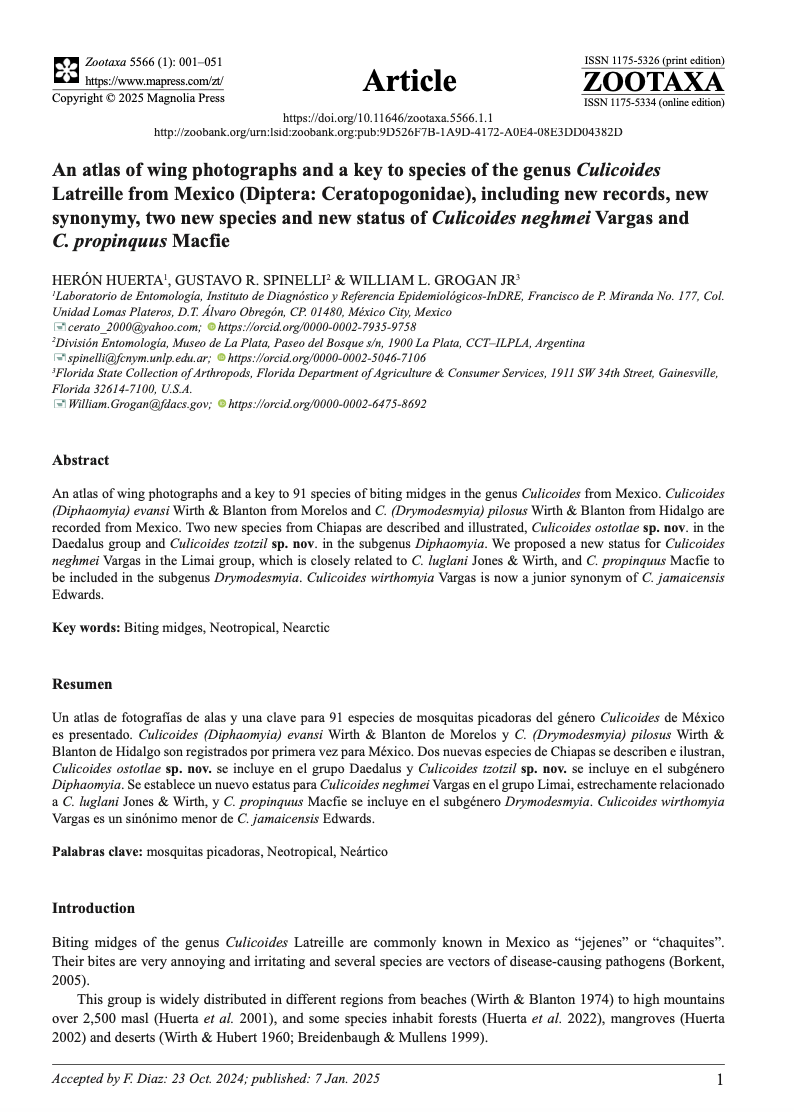 Zootaxa 5566 (1): 001–051
https://www.mapress.com/zt/
Copyright © 2025 Magnolia Press
Article
ISSN 1175-5326 (print edition)
ZOOTAXA
ISSN 1175-5334 (online edition)
https://doi.org/10.11646/zootaxa.5566.1.1
http://zoobank.org/urn:lsid:zoobank.org:pub:9D526F7B-1A9D-4172-A0E4-08E3DD04382D
An atlas of wing photographs and a key to species of the genus Culicoides
Latreille from Mexico (Diptera: Ceratopogonidae), including new records, new
synonymy, two new species and new status of Culicoides neghmei Vargas and
C. propinquus Macfie
HERÓN HUERTA1, GUSTAVO R. SPINELLI2 & WILLIAM L. GROGAN JR3
1Laboratorio de Entomología, Instituto de Diagnóstico y Referencia Epidemiológicos-InDRE, Francisco de P. Miranda No. 177, Col.
Unidad Lomas Plateros, D.T. Álvaro Obregón, CP. 01480, México City, Mexico
cerato_2000@yahoo.com; https://orcid.org/0000-0002-7935-9758
2División Entomología, Museo de La Plata, Paseo del Bosque s/n, 1900 La Plata, CCT–ILPLA, Argentina
spinelli@fcnym.unlp.edu.ar; https://orcid.org/0000-0002-5046-7106
3Florida State Collection of Arthropods, Florida Department of Agriculture & Consumer Services, 1911 SW 34th Street, Gainesville,
Florida 32614-7100, U.S.A.
William.Grogan@fdacs.gov; https://orcid.org/0000-0002-6475-8692
Abstract
An atlas of wing photographs and a key to 91 species of biting midges in the genus Culicoides from Mexico. Culicoides
(Diphaomyia) evansi Wirth & Blanton from Morelos and C. (Drymodesmyia) pilosus Wirth & Blanton from Hidalgo are
recorded from Mexico. Two new species from Chiapas are described and illustrated, Culicoides ostotlae sp. nov. in the
Daedalus group and Culicoides tzotzil sp. nov. in the subgenus Diphaomyia. We proposed a new status for Culicoides
neghmei Vargas in the Limai group, which is closely related to C. luglani Jones & Wirth, and C. propinquus Macfie to
be included in the subgenus Drymodesmyia. Culicoides wirthomyia Vargas is now a junior synonym of C. jamaicensis
Edwards.
Key words: Biting midges, Neotropical, Nearctic
Resumen
Un atlas de fotografías de alas y una clave para 91 especies de mosquitas picadoras del género Culicoides de México
es presentado. Culicoides (Diphaomyia) evansi Wirth & Blanton de Morelos y C. (Drymodesmyia) pilosus Wirth &
Blanton de Hidalgo son registrados por primera vez para México. Dos nuevas especies de Chiapas se describen e ilustran,
Culicoides ostotlae sp. nov. se incluye en el grupo Daedalus y Culicoides tzotzil sp. nov. se incluye en el subgénero
Diphaomyia. Se establece un nuevo estatus para Culicoides neghmei Vargas en el grupo Limai, estrechamente relacionado
a C. luglani Jones & Wirth, y C. propinquus Macfie se incluye en el subgénero Drymodesmyia. Culicoides wirthomyia
Vargas es un sinónimo menor de C. jamaicensis Edwards.
Palabras clave: mosquitas picadoras, Neotropical, Neártico
Introduction
Biting midges of the genus Culicoides Latreille are commonly known in Mexico as “jejenes” or “chaquites”.
Their bites are very annoying and irritating and several species are vectors of disease-causing pathogens (Borkent,
2005).
This group is widely distributed in different regions from beaches (Wirth & Blanton 1974) to high mountains
over 2,500 masl (Huerta et al. 2001), and some species inhabit forests (Huerta et al. 2022), mangroves (Huerta
2002) and deserts (Wirth & Hubert 1960; Breidenbaugh & Mullens 1999).
Accepted by F. Diaz: 23 Oct. 2024; published: 7 Jan. 2025
1